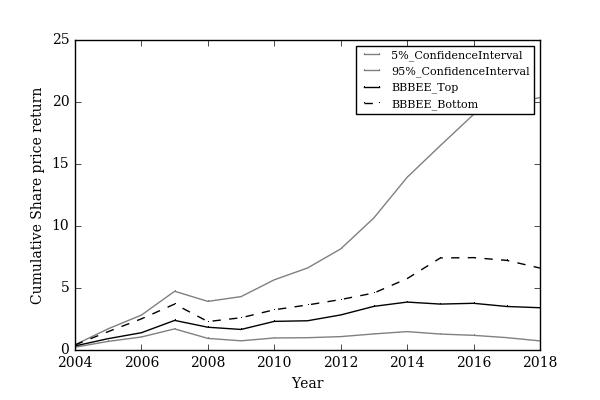 25
20
15
10
5
0
Cumulative Share price return
5%_ConfidenceInterval
95%_ConfidenceInterval
BBBEE_Top
BBBEE_Bottom
2004 2006 2008 2010 2012 2014 2016 2018
Year